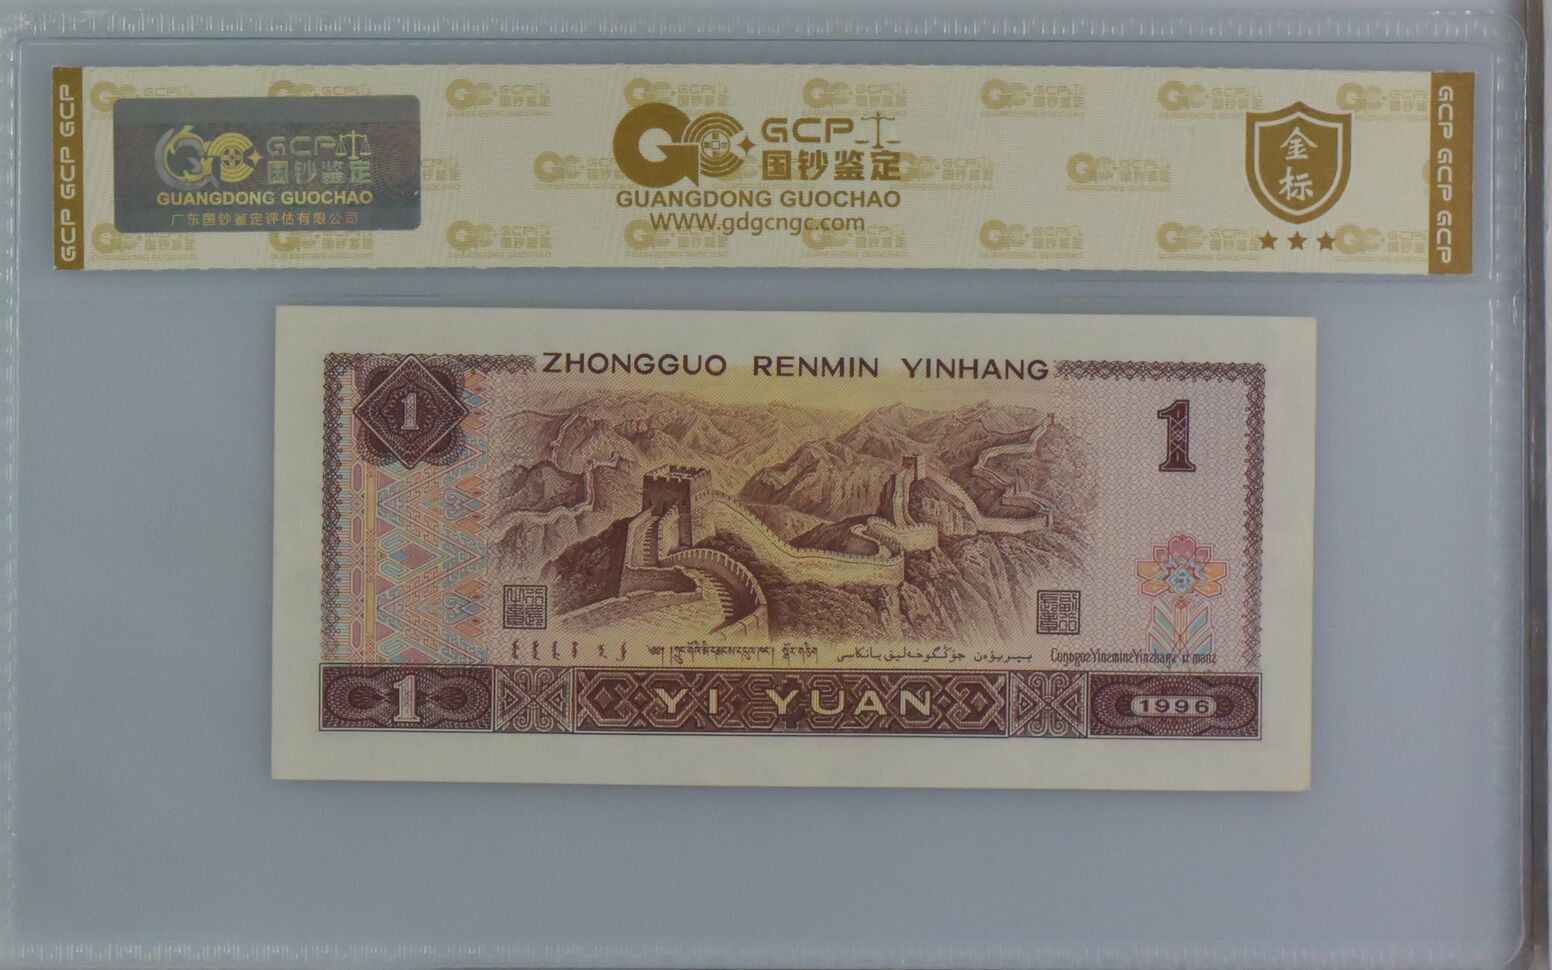 GCP GCP GCP
GCP
国钞鉴定
GUANGDONG GUOCHAO
广东国钞鉴定评估有限公司
GCP
国钞鉴定
GUANGDONG GUOCHAO
WWW.gdgcngc.com
金标
GCP GCP GCP
ZHONGGUO RENMIN YINHANG
1
1
1
YI YUAN
1996